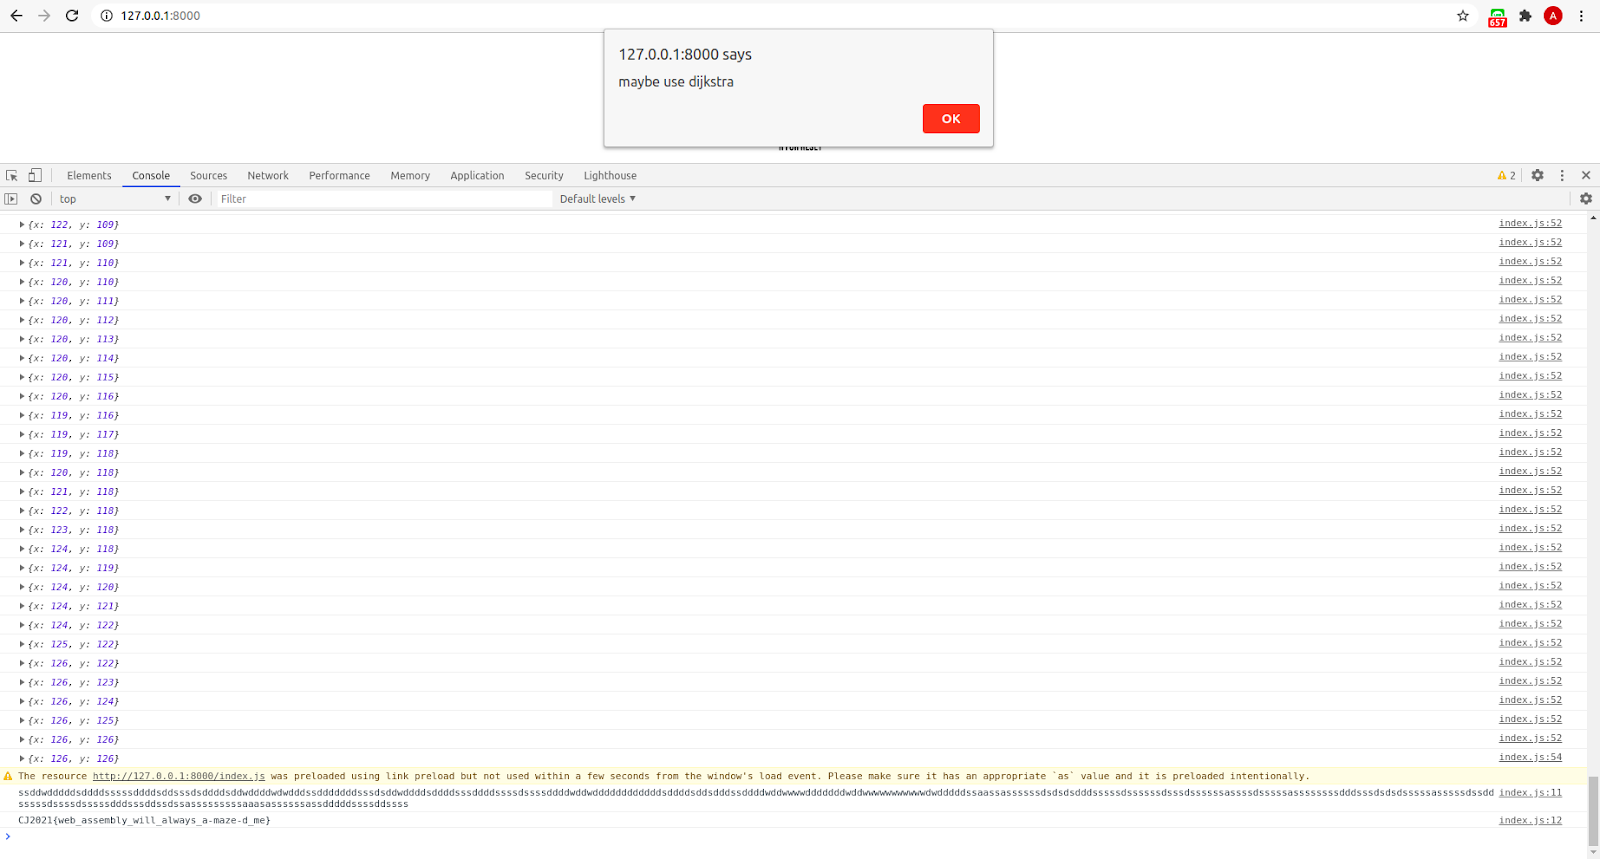 127.0.0.1:8000
657
A
127.0.0.1:8000 says
maybe use dijkstra
OK
R FOR RESET
Elements Console Sources Network Performance Memory Application Security Lighthouse 2
top Filter Default levels
{x: 122, y: 109} index.js:52
{x: 121, y: 109} index.js:52
{x: 121, y: 110} index.js:52
{x: 120, y: 110} index.js:52
{x: 120, y: 111} index.js:52
{x: 120, y: 112} index.js:52
{x: 120, y: 113} index.js:52
{x: 120, y: 114} index.js:52
{x: 120, y: 115} index.js:52
{x: 120, y: 116} index.js:52
{x: 119, y: 116} index.js:52
{x: 119, y: 117} index.js:52
{x: 119, y: 118} index.js:52
{x: 120, y: 118} index.js:52
{x: 121, y: 118} index.js:52
{x: 122, y: 118} index.js:52
{x: 123, y: 118} index.js:52
{x: 124, y: 118} index.js:52
{x: 124, y: 119} index.js:52
{x: 124, y: 120} index.js:52
{x: 124, y: 121} index.js:52
{x: 124, y: 122} index.js:52
{x: 125, y: 122} index.js:52
{x: 126, y: 122} index.js:52
{x: 126, y: 123} index.js:52
{x: 126, y: 124} index.js:52
{x: 126, y: 125} index.js:52
{x: 126, y: 126} index.js:52
{x: 126, y: 126} index.js:54
The resource http://127.0.0.1:8000/index.js was preloaded using link preload but not used within a few seconds from the window's load event. Please make sure it has an appropriate `as` value and it is preloaded intentionally.
index.js:11
CJ2021{web_assembly_will_always_a-maze-d_me} index.js:12